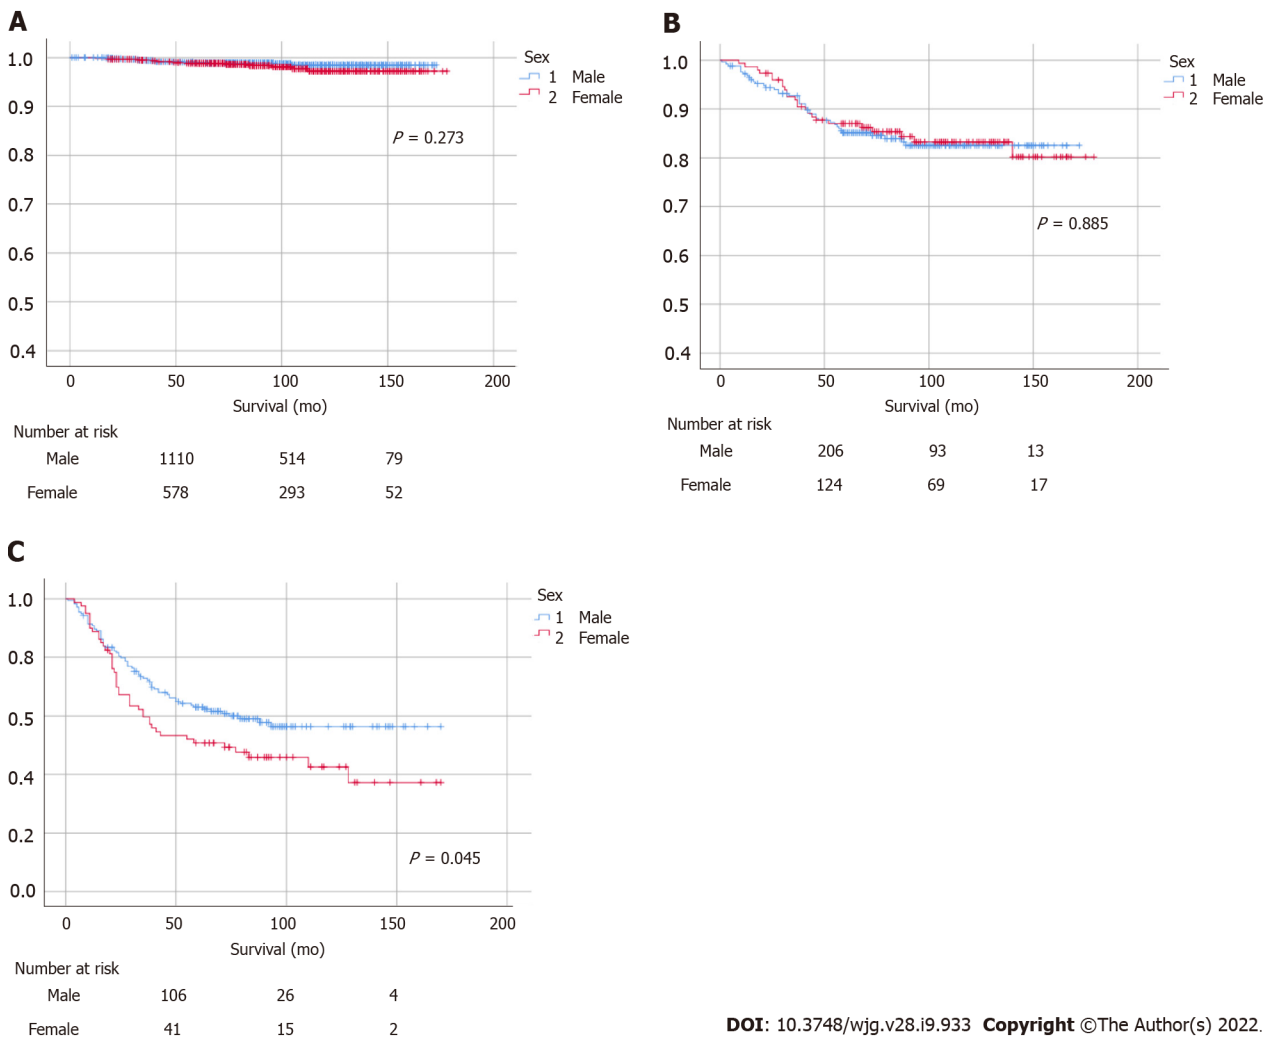 A
1.0
0.9
0.8
0.7
0.6
0.5
0.4
0 50 100 150 200
Survival (mo)
Sex
1 Male
2 Female
P = 0.273
Number at risk
Male 1110 514 79
Female 578 293 52
B
1.0
0.9
0.8
0.7
0.6
0.5
0.4
0 50 100 150 200
Survival (mo)
Sex
1 Male
2 Female
P = 0.885
Number at risk
Male 206 93 13
Female 124 69 17
C
1.0
0.8
0.5
0.4
0.2
0.0
0 50 100 150 200
Survival (mo)
Sex
1 Male
2 Female
P = 0.045
Number at risk
Male 106 26 4
Female 41 15 2
DOI: 10.3748/wjg.v28.i9.933 Copyright ©The Author(s) 2022.